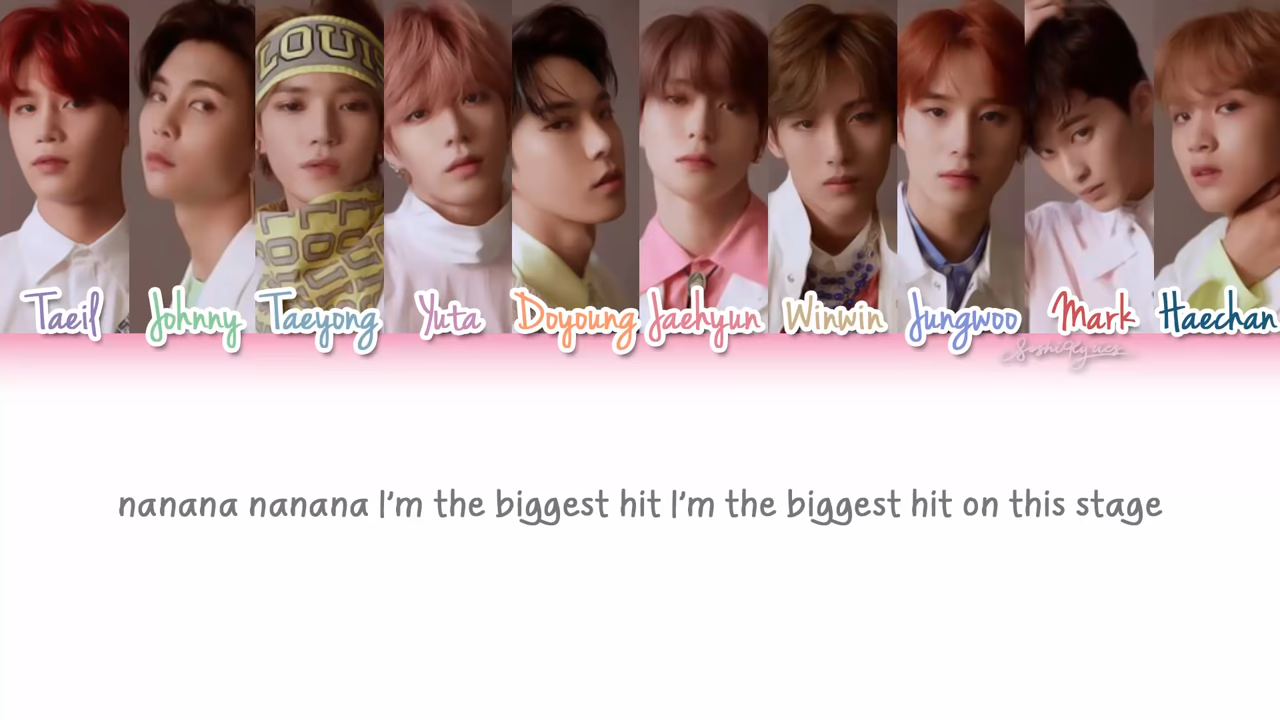 LOUI
Taeil Johnny Taeyong Yuta Doyoung Jaehyun Winwin Jungwoo Mark Haechan
nanana nanana I'm the biggest hit I'm the biggest hit on this stage